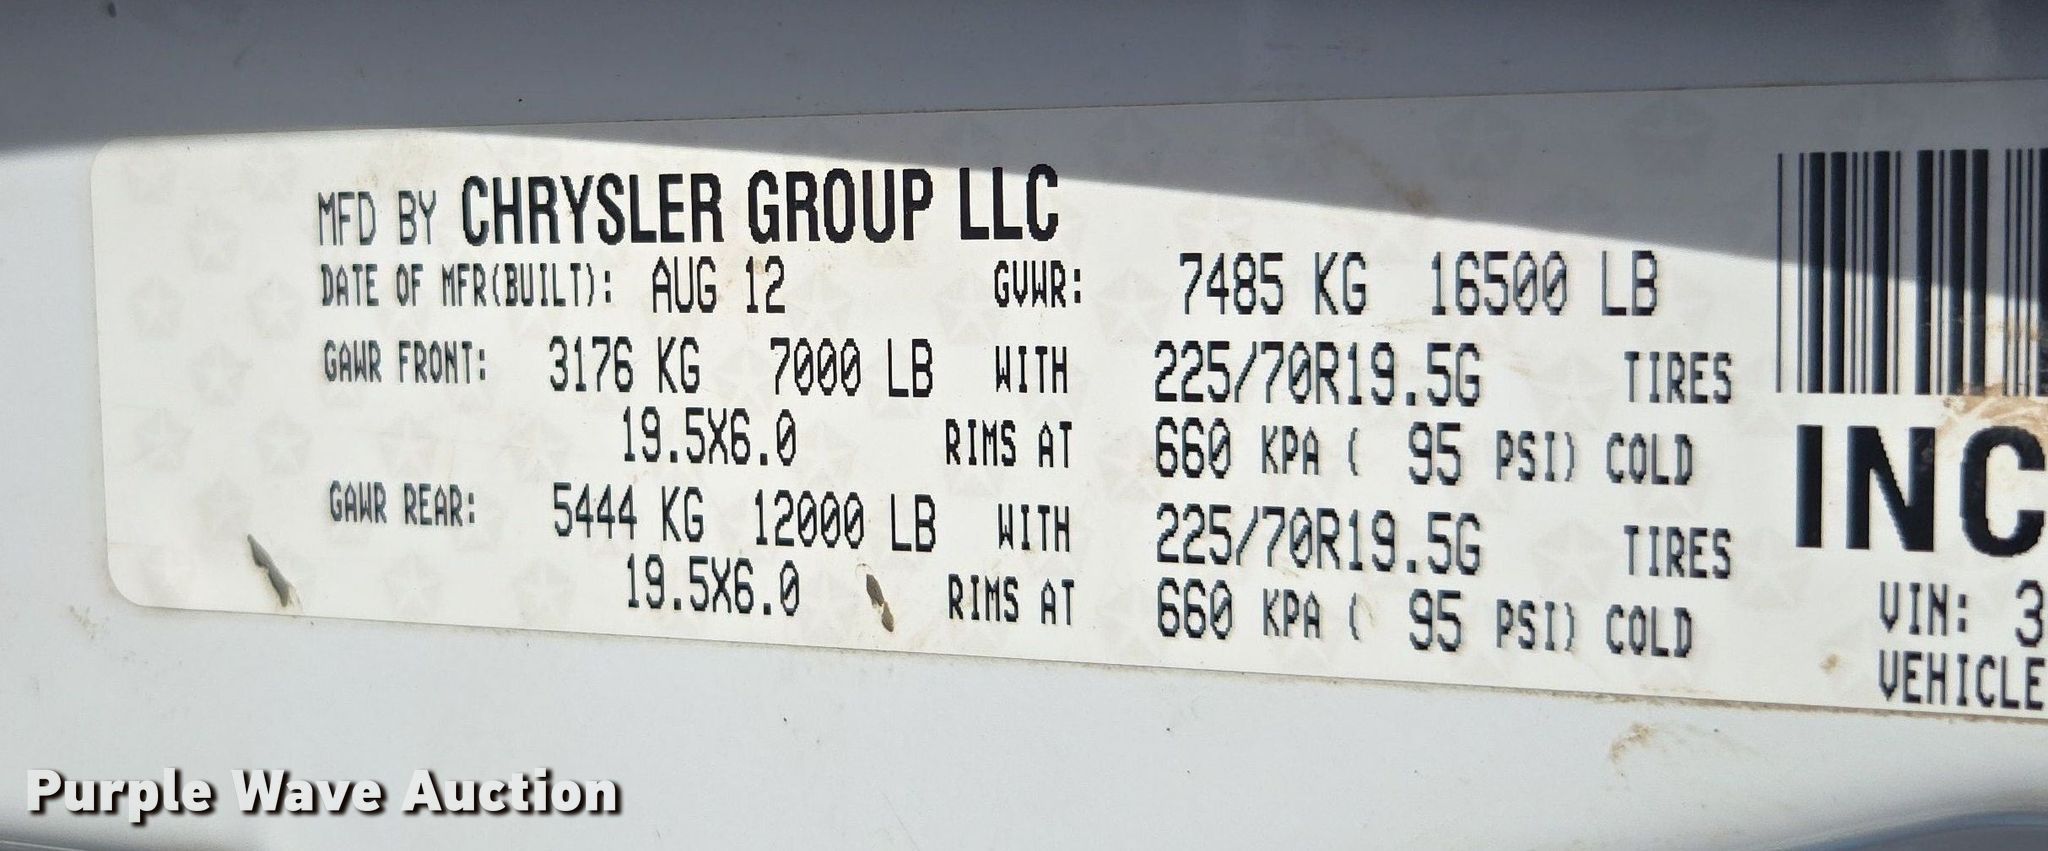 MFD BY CHRYSLER GROUP LLC
DATE OF MFR(BUILT): AUG 12 GVWR: 7485 KG 16500 LB
GAWR FRONT: 3176 KG 7000 LB WITH 225/70R19.5G TIRES
19.5X6.0 RIMS AT 660 KPA ( 95 PSI) COLD
GAWR REAR: 5444 KG 12000 LB WITH 225/70R19.5G TIRES
19.5X6.0 RIMS AT 660 KPA ( 95 PSI) COLD
INC
VIN: 3
VEHICLE
Purple Wave Auction